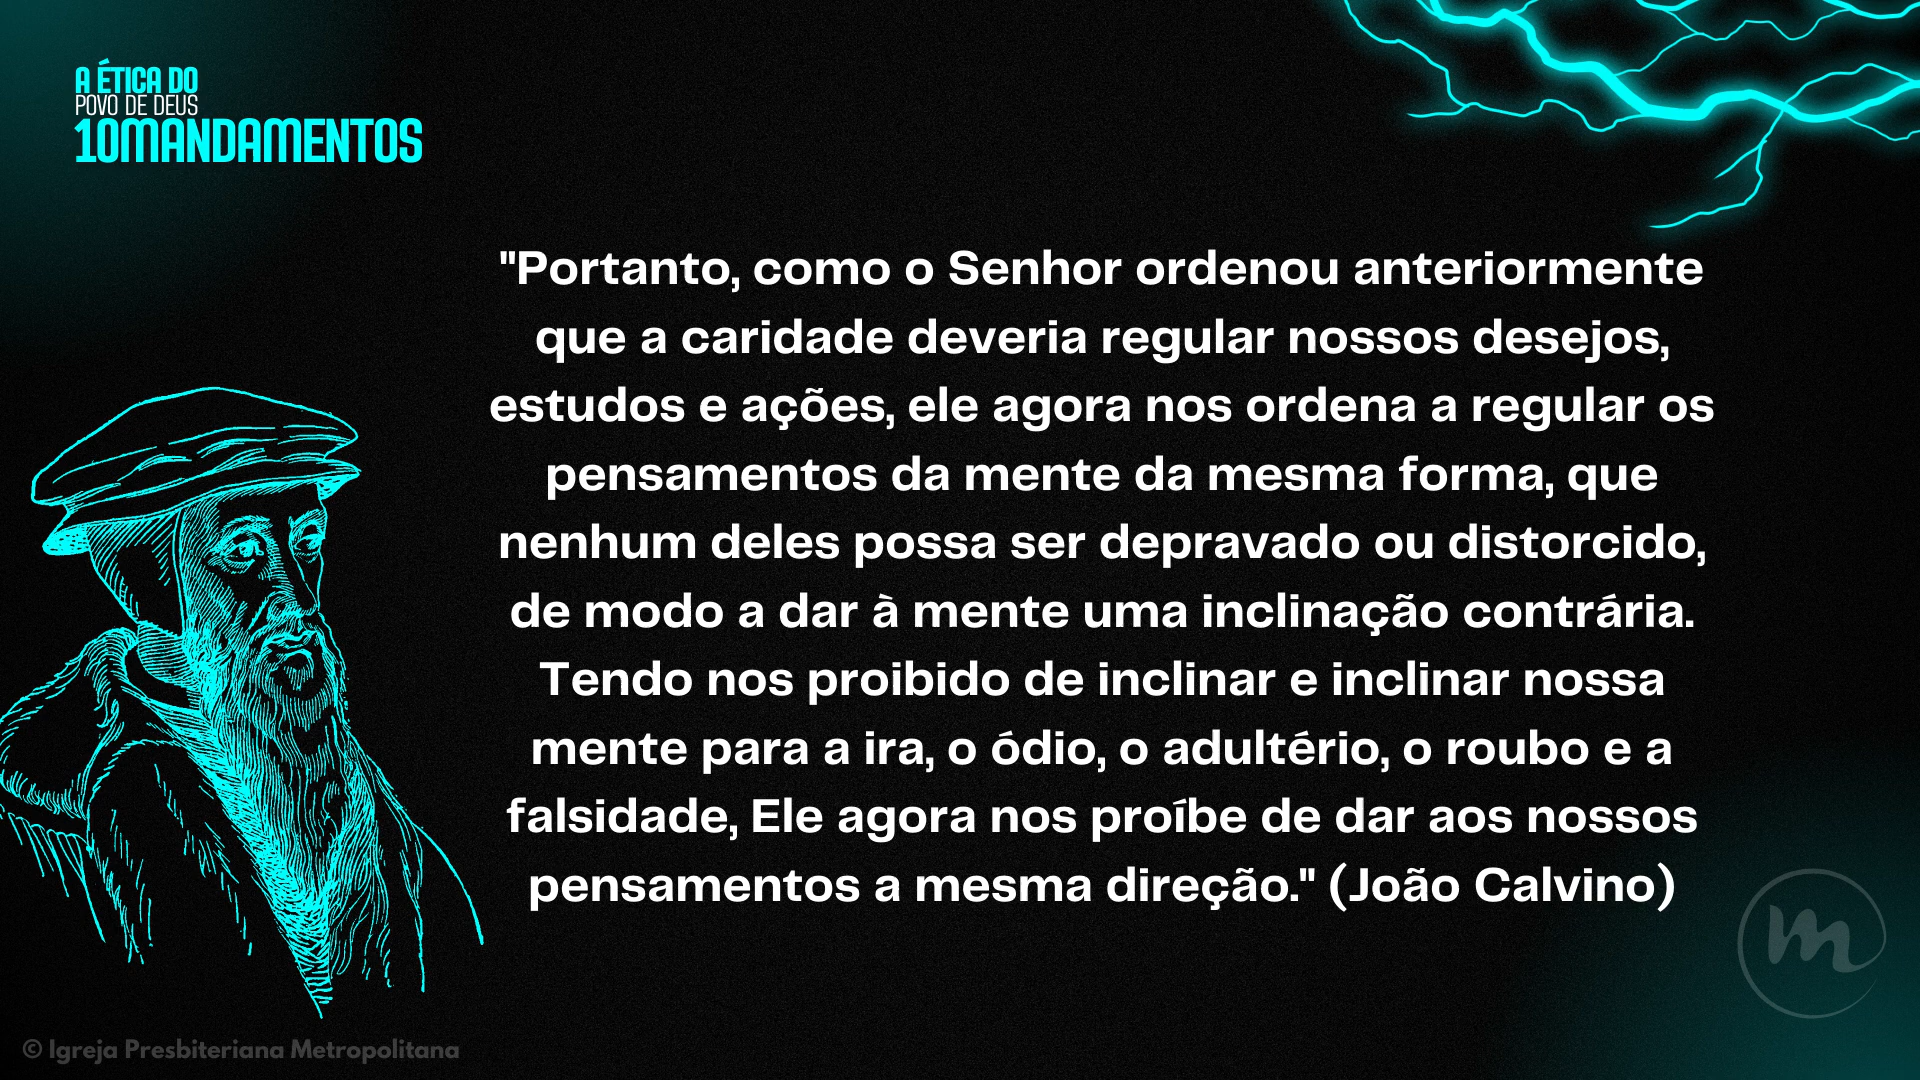 A ÉTICA DO
POVO DE DEUS
10MANDAMENTOS
"Portanto, como o Senhor ordenou anteriormente
que a caridade deveria regular nossos desejos,
estudos e ações, ele agora nos ordena a regular os
pensamentos da mente da mesma forma, que
nenhum deles possa ser depravado ou distorcido,
de modo a dar à mente uma inclinação contrária.
Tendo nos proibido de inclinar e inclinar nossa
mente para a ira, o ódio, o adultério, o roubo e a
falsidade, Ele agora nos proíbe de dar aos nossos
pensamentos a mesma direção." (João Calvino)
m
© Igreja Presbiteriana Metropolitana